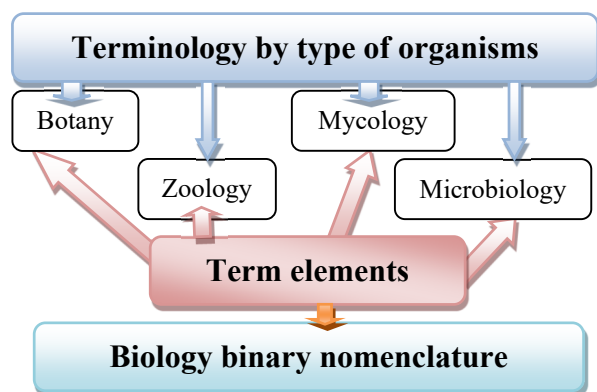 Terminology by type of organisms
Botany
Mycology
Zoology
Microbiology
Term elements
Biology binary nomenclature